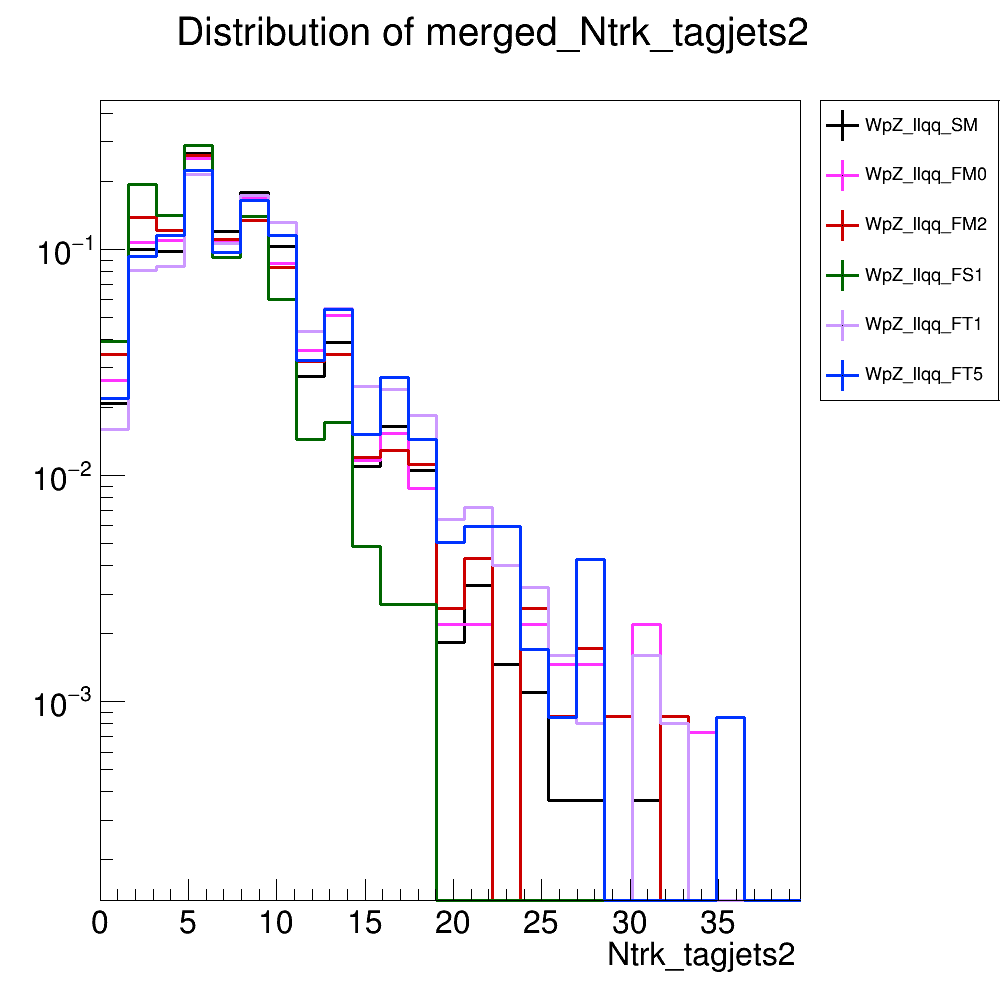 Distribution of merged_Ntrk_tagjets2
WpZ_llqq_SM
WpZ_llqq_FM0
WpZ_llqq_FM2
WpZ_llqq_FS1
WpZ_llqq_FT1
WpZ_llqq_FT5
10⁻¹
10⁻²
10⁻³
0 5 10 15 20 25 30 35
Ntrk_tagjets2